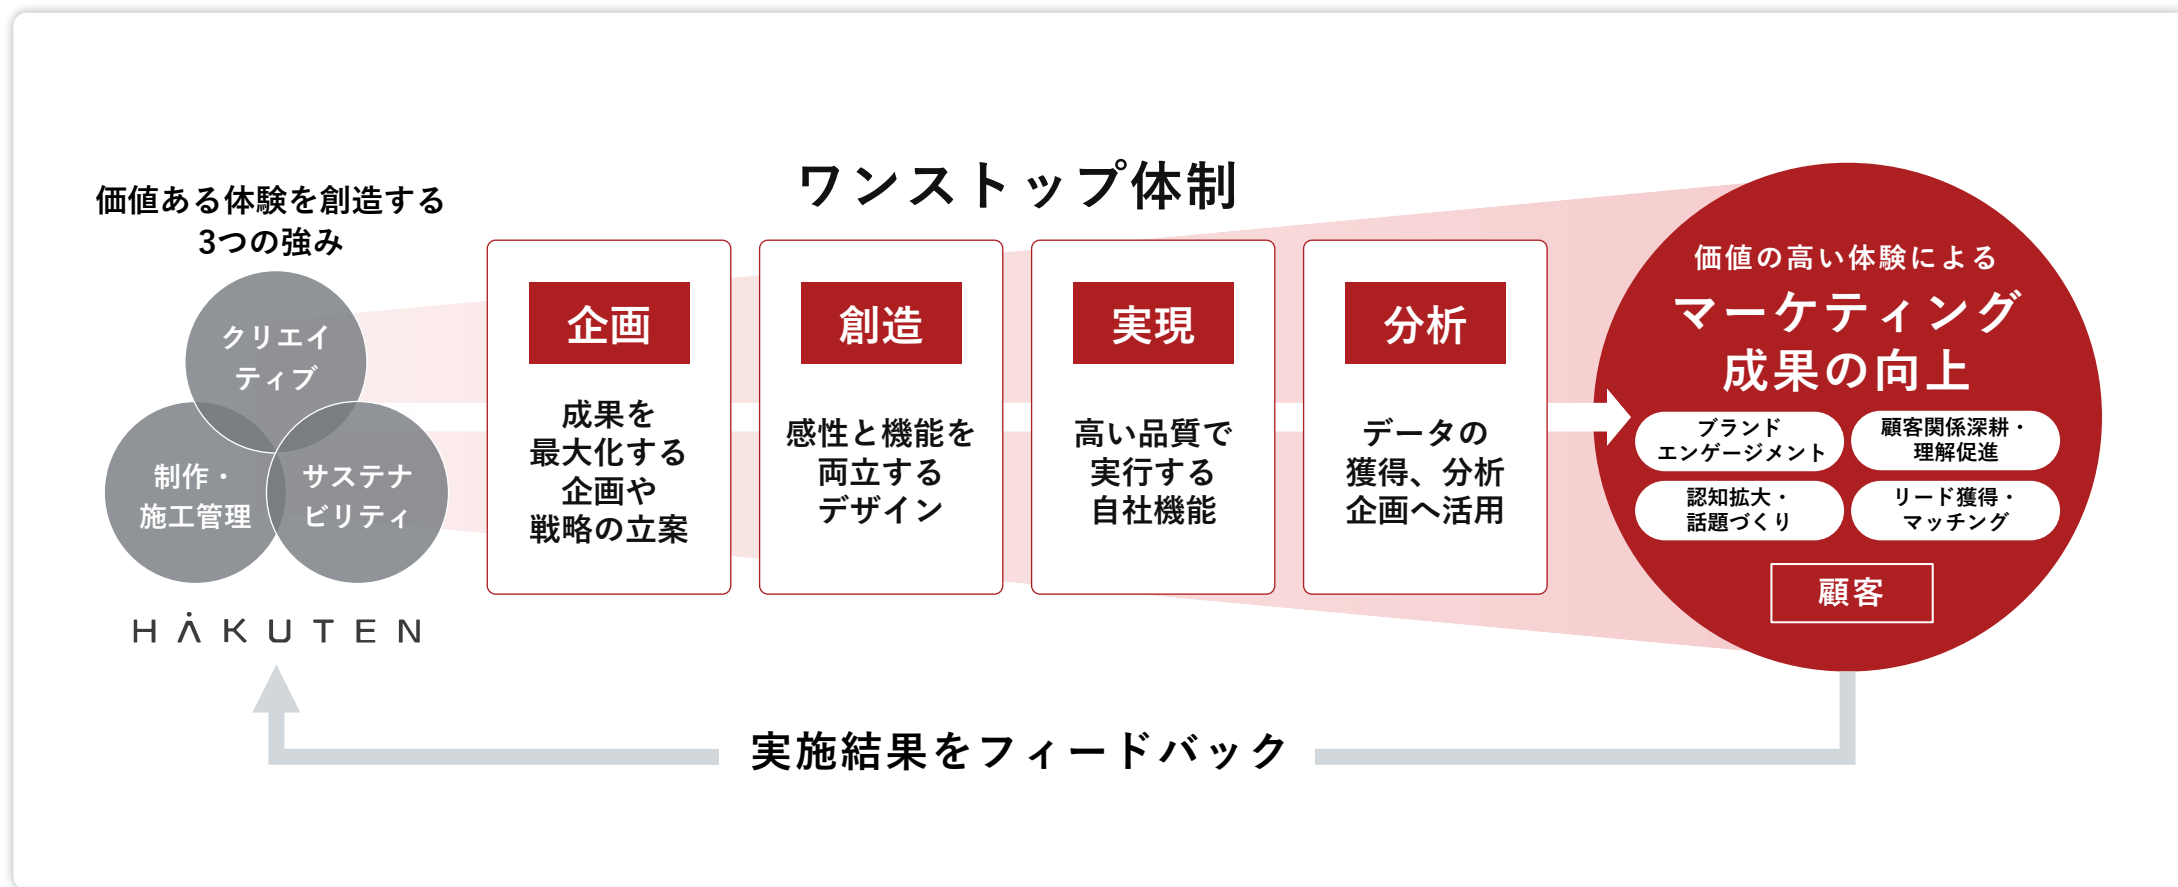 ワンストップ体制
価値ある体験を創造する
3つの強み
クリエイ
ティブ
制作・
施工管理
サステナ
ビリティ
HAKUTEN
企画
成果を
最大化する
企画や
戦略の立案
創造
感性と機能を
両立する
デザイン
実現
高い品質で
実行する
自社機能
分析
データの
獲得、分析
企画へ活用
価値の高い体験による
マーケティング
成果の向上
ブランド
エンゲージメント
顧客関係深耕・
理解促進
認知拡大・
話題づくり
リード獲得・
マッチング
顧客
実施結果をフィードバック